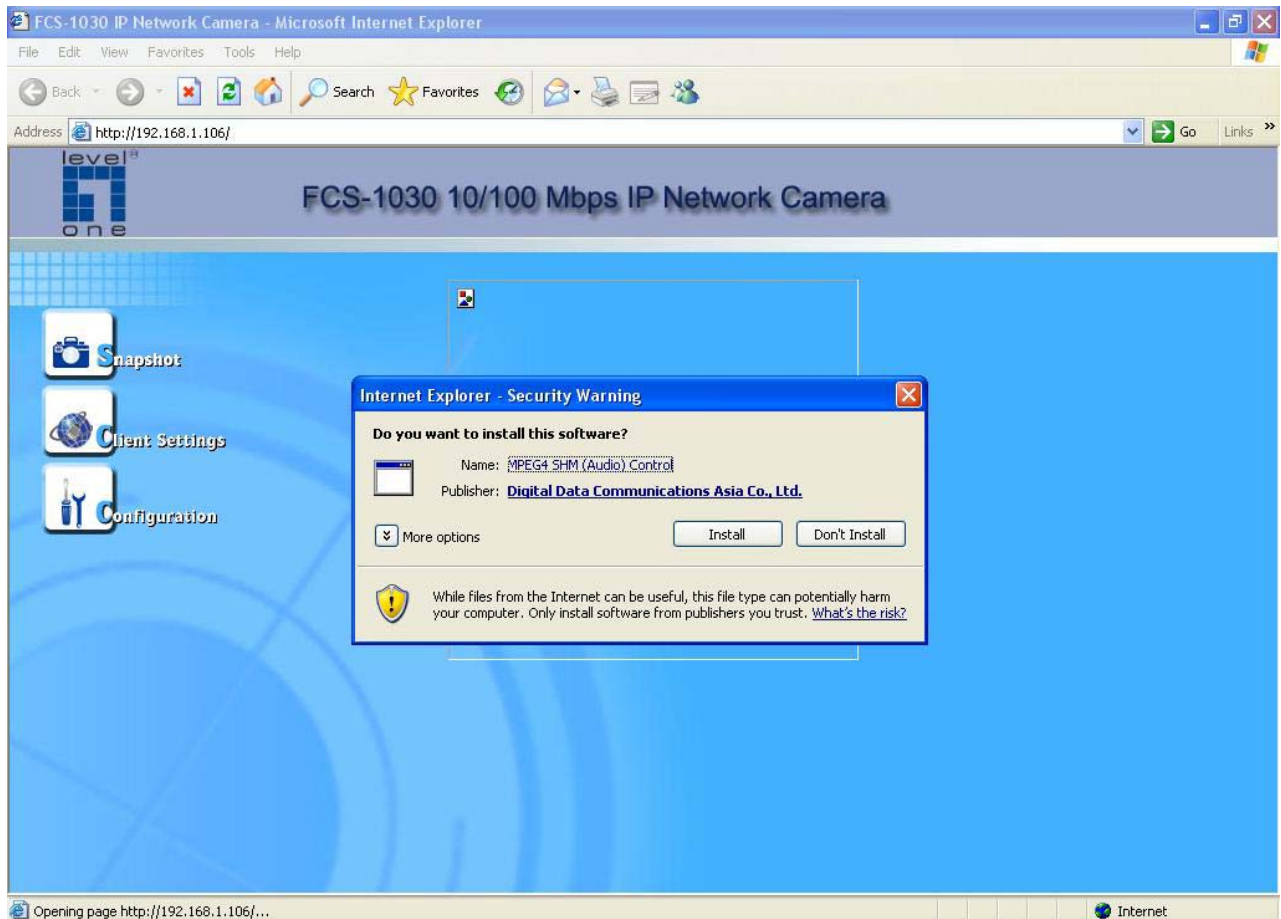 FCS-1030 IP Network Camera - Microsoft Internet Explorer
File Edit View Favorites Tools Help
Back Search Favorites
Address http://192.168.1.106/ Go Links »
level®
one
FCS-1030 10/100 Mbps IP Network Camera
Snapshot
Client Settings
Configuration
Internet Explorer - Security Warning
Do you want to install this software?
Name: MPEG4 SHM (Audio) Control
Publisher: Digital Data Communications Asia Co., Ltd.
More options Install Don't Install
While files from the Internet can be useful, this file type can potentially harm
your computer. Only install software from publishers you trust. What's the risk?
Opening page http://192.168.1.106/... Internet